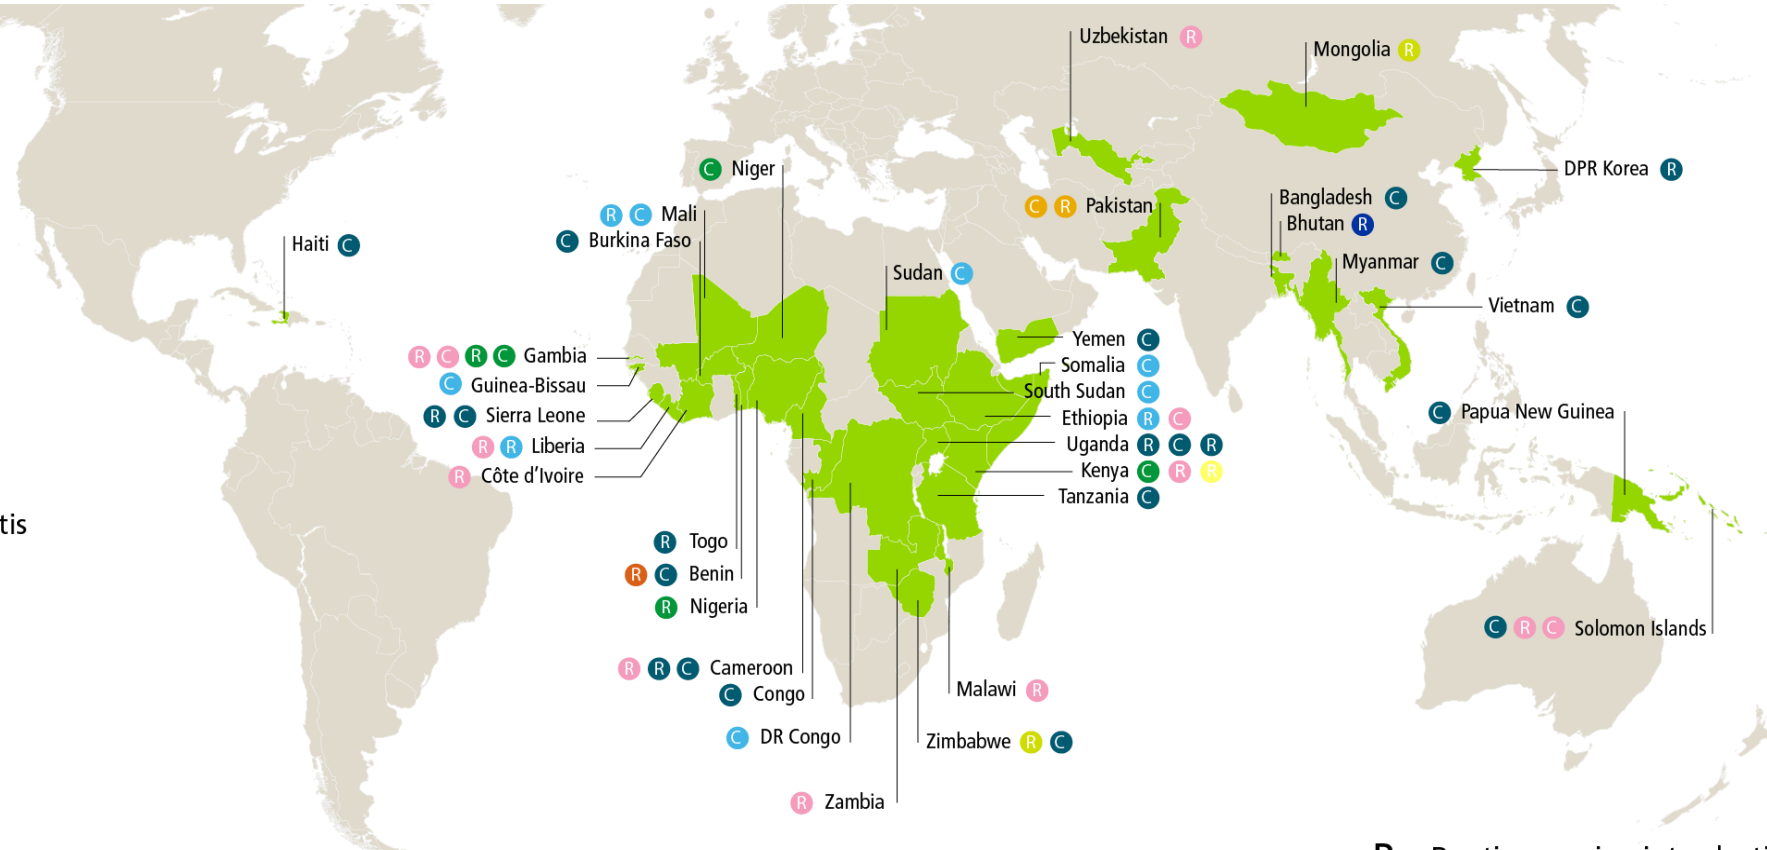 Uzbekistan R
Mongolia R
C Niger
DPR Korea R
Bangladesh C
C R Pakistan
R C Mali
Bhutan R
C Burkina Faso
Haiti C
Myanmar C
Sudan C
Vietnam C
Yemen C
R C R C Gambia
Somalia C
C Guinea-Bissau
South Sudan C
R C Sierra Leone
Ethiopia R C
C Papua New Guinea
R R Liberia
Uganda R C R
R Côte d'Ivoire
Kenya C R R
Tanzania C
tis
R Togo
R C Benin
R Nigeria
C R C Solomon Islands
R R C Cameroon
C Congo
Malawi R
C DR Congo
Zimbabwe R C
R Zambia